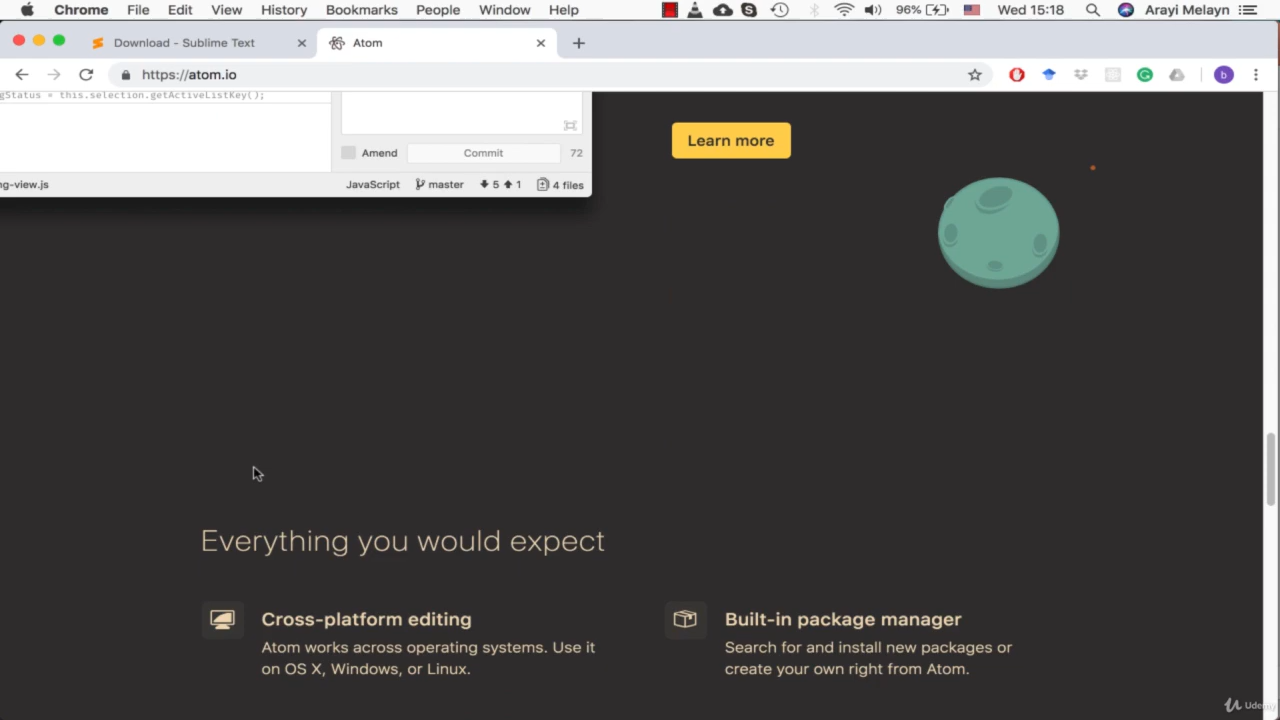 Chrome File Edit View History Bookmarks People Window Help 96% Wed 15:18 Arayi Melayn
Download - Sublime Text Atom
https://atom.io b
gStatus = this.selection.getActiveListKey();
Learn more
Amend Commit 72
ng-view.js JavaScript master 5 1 4 files
Everything you would expect
Cross-platform editing
Atom works across operating systems. Use it
on OS X, Windows, or Linux.
Built-in package manager
Search for and install new packages or
create your own right from Atom.
Udemy